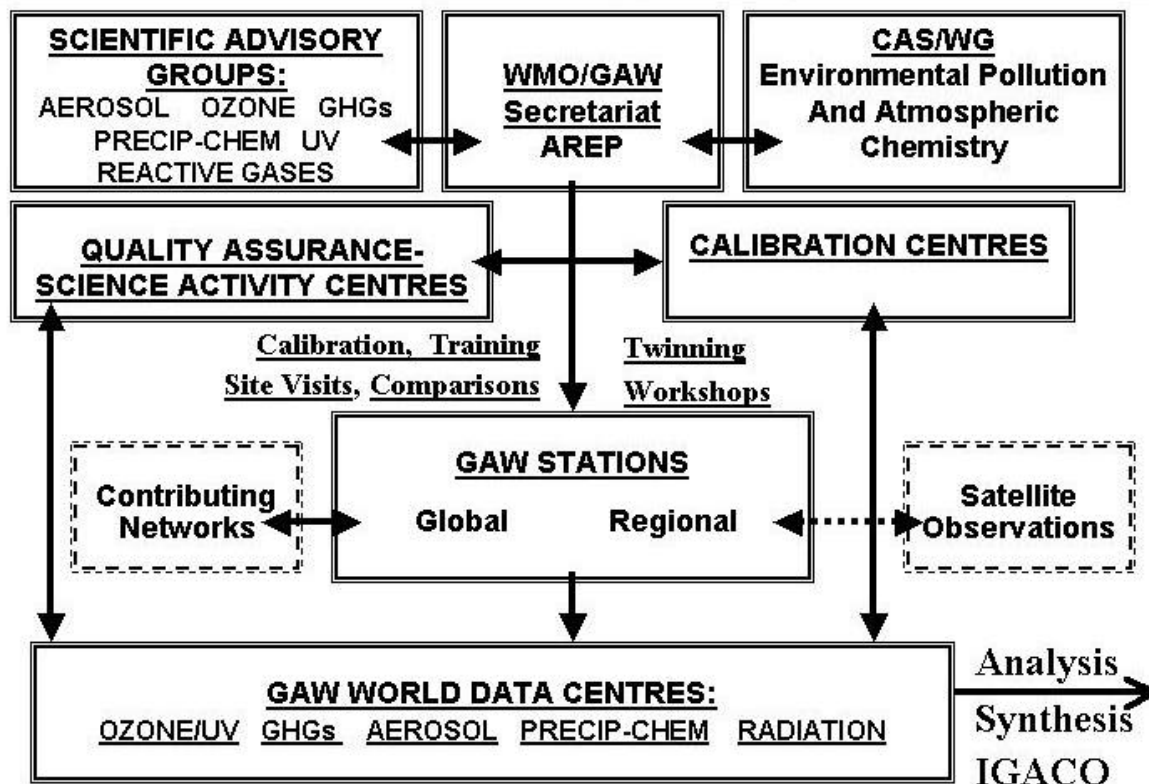 SCIENTIFIC ADVISORY
GROUPS:
AEROSOL OZONE GHGs
PRECIP-CHEM UV
REACTIVE GASES
WMO/GAW
Secretariat
AREP
CAS/WG
Environmental Pollution
And Atmospheric
Chemistry
QUALITY ASSURANCE-
SCIENCE ACTIVITY CENTRES
CALIBRATION CENTRES
Calibration, Training
Site Visits, Comparisons
Twinning
Workshops
GAW STATIONS
Global Regional
Contributing
Networks
Satellite
Observations
GAW WORLD DATA CENTRES:
OZONE/UV GHGs AEROSOL PRECIP-CHEM RADIATION
Analysis
Synthesis
IGACO